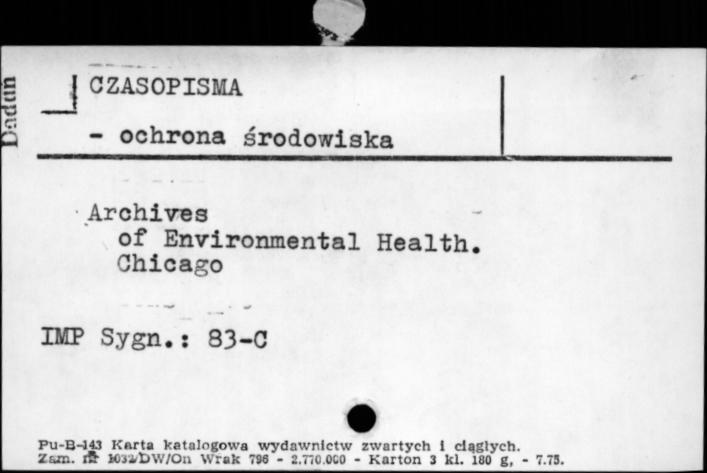 Dadun
CZASOPISMA
- ochrona środowiska
Archives
of Environmental Health.
Chicago
IMP Sygn.: 83-C
Pu-B-143 Karta katalogowa wydawnictw zwartych i ciągłych.
Zam. nr 1032/DW/On Wrak 796 - 2.770.000 - Karton 3 kl. 180 g, - 7.75.